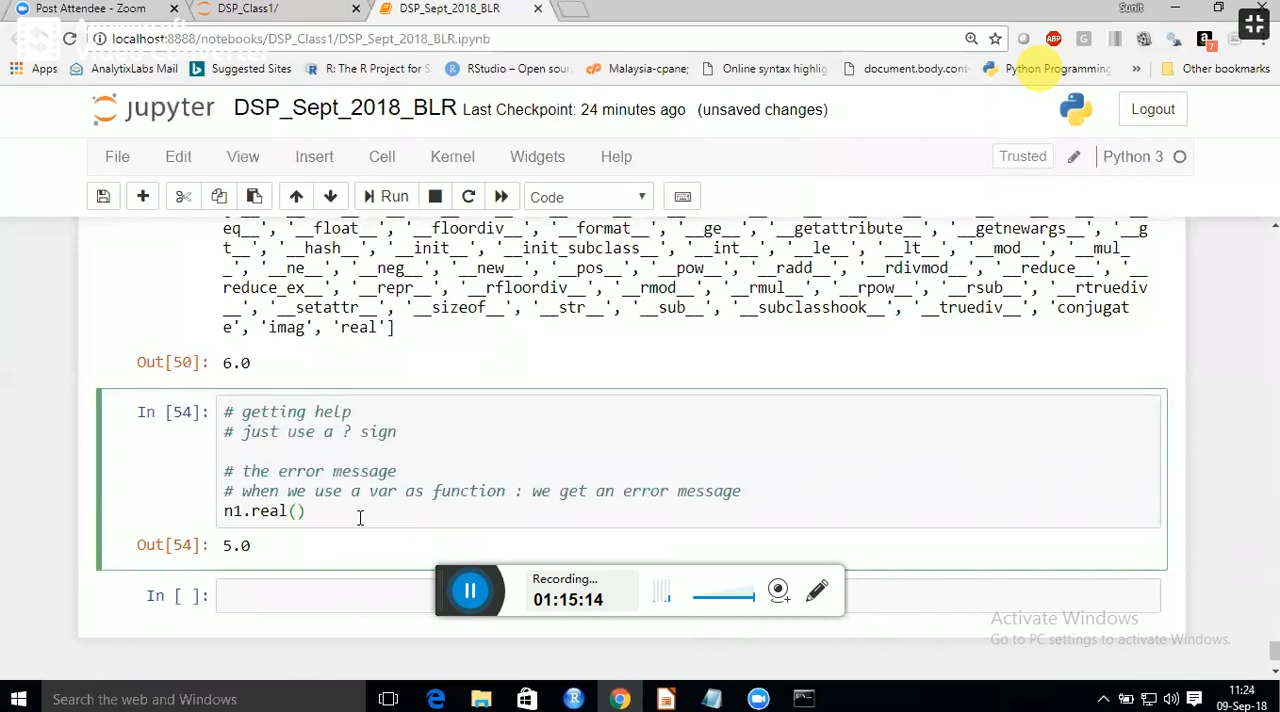 Post Attendee - Zoom
DSP_Class1/
DSP_Sept_2018_BLR
Sunit
localhost:8888/notebooks/DSP_Class1/DSP_Sept_2018_BLR.ipynb
ABP
G
a
7
Apps
AnalytixLabs Mail
Suggested Sites
R: The R Project for S
RStudio – Open sou
Malaysia-cpane;
Online syntax highlig
document.body.cont
Python Programming
»
Other bookmarks
jupyter DSP_Sept_2018_BLR Last Checkpoint: 24 minutes ago (unsaved changes)
Logout
File Edit View Insert Cell Kernel Widgets Help
Trusted
Python 3
Run
Code
eq__', '__float__', '__floordiv__', '__format__', '__ge__', '__getattribute__', '__getnewargs__', '__g
t__', '__hash__', '__init__', '__init_subclass__', '__int__', '__le__', '__lt__', '__mod__', '__mul_
_', '__ne__', '__neg__', '__new__', '__pos__', '__pow__', '__radd__', '__rdivmod__', '__reduce__', '__
reduce_ex__', '__repr__', '__rfloordiv__', '__rmod__', '__rmul__', '__rpow__', '__rsub__', '__rtruediv
__', '__setattr__', '__sizeof__', '__str__', '__sub__', '__subclasshook__', '__truediv__', 'conjugat
e', 'imag', 'real']
Out[50]: 6.0
In [54]: # getting help
# just use a ? sign
# the error message
# when we use a var as function : we get an error message
n1.real()
Out[54]: 5.0
In [ ]:
Recording...
01:15:14
Activate Windows
Go to PC settings to activate Windows.
Search the web and Windows
11:24
09-Sep-18